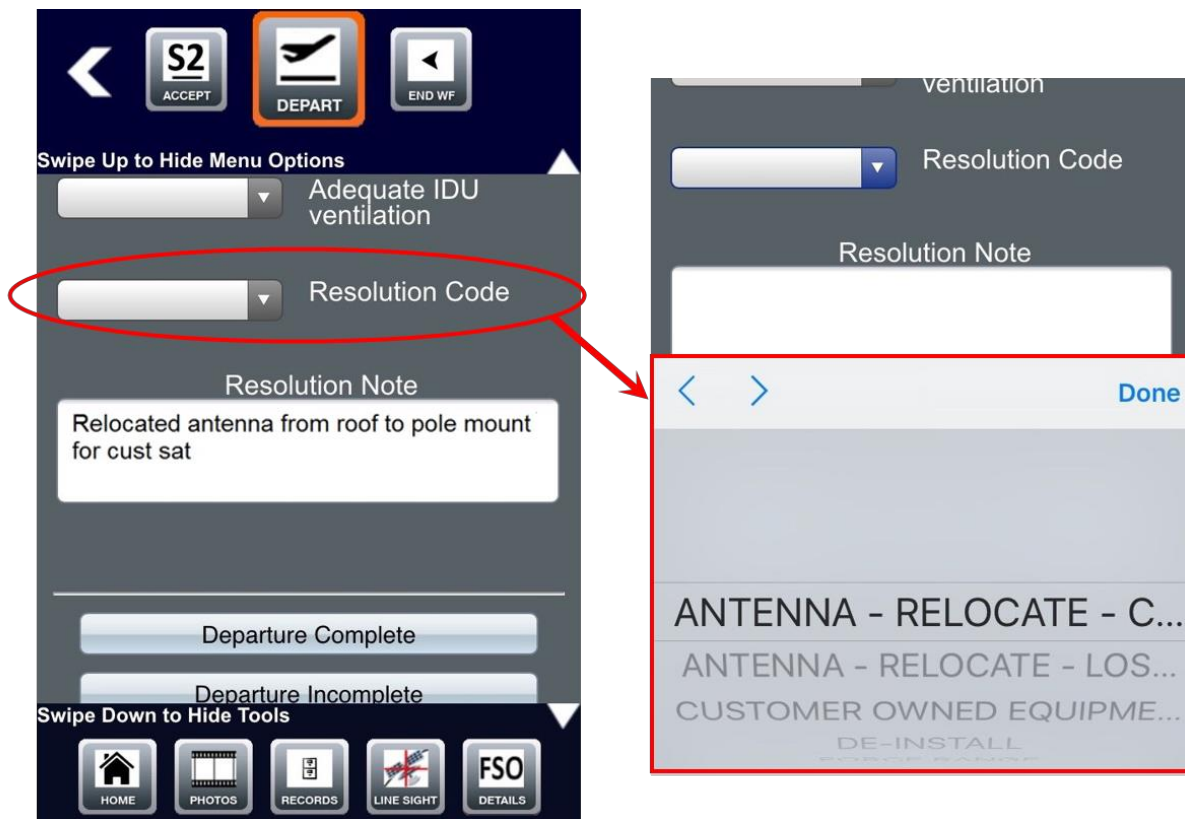 S2
ACCEPT
DEPART
END WF
Swipe Up to Hide Menu Options
Adequate IDU
ventilation
Resolution Code
Resolution Note
Relocated antenna from roof to pole mount
for cust sat
Departure Complete
Departure Incomplete
Swipe Down to Hide Tools
HOME
PHOTOS
RECORDS
LINE SIGHT
FSO
DETAILS
ventilation
Resolution Code
Resolution Note
Done
ANTENNA - RELOCATE - C...
ANTENNA - RELOCATE - LOS...
CUSTOMER OWNED EQUIPME...
DE-INSTALL